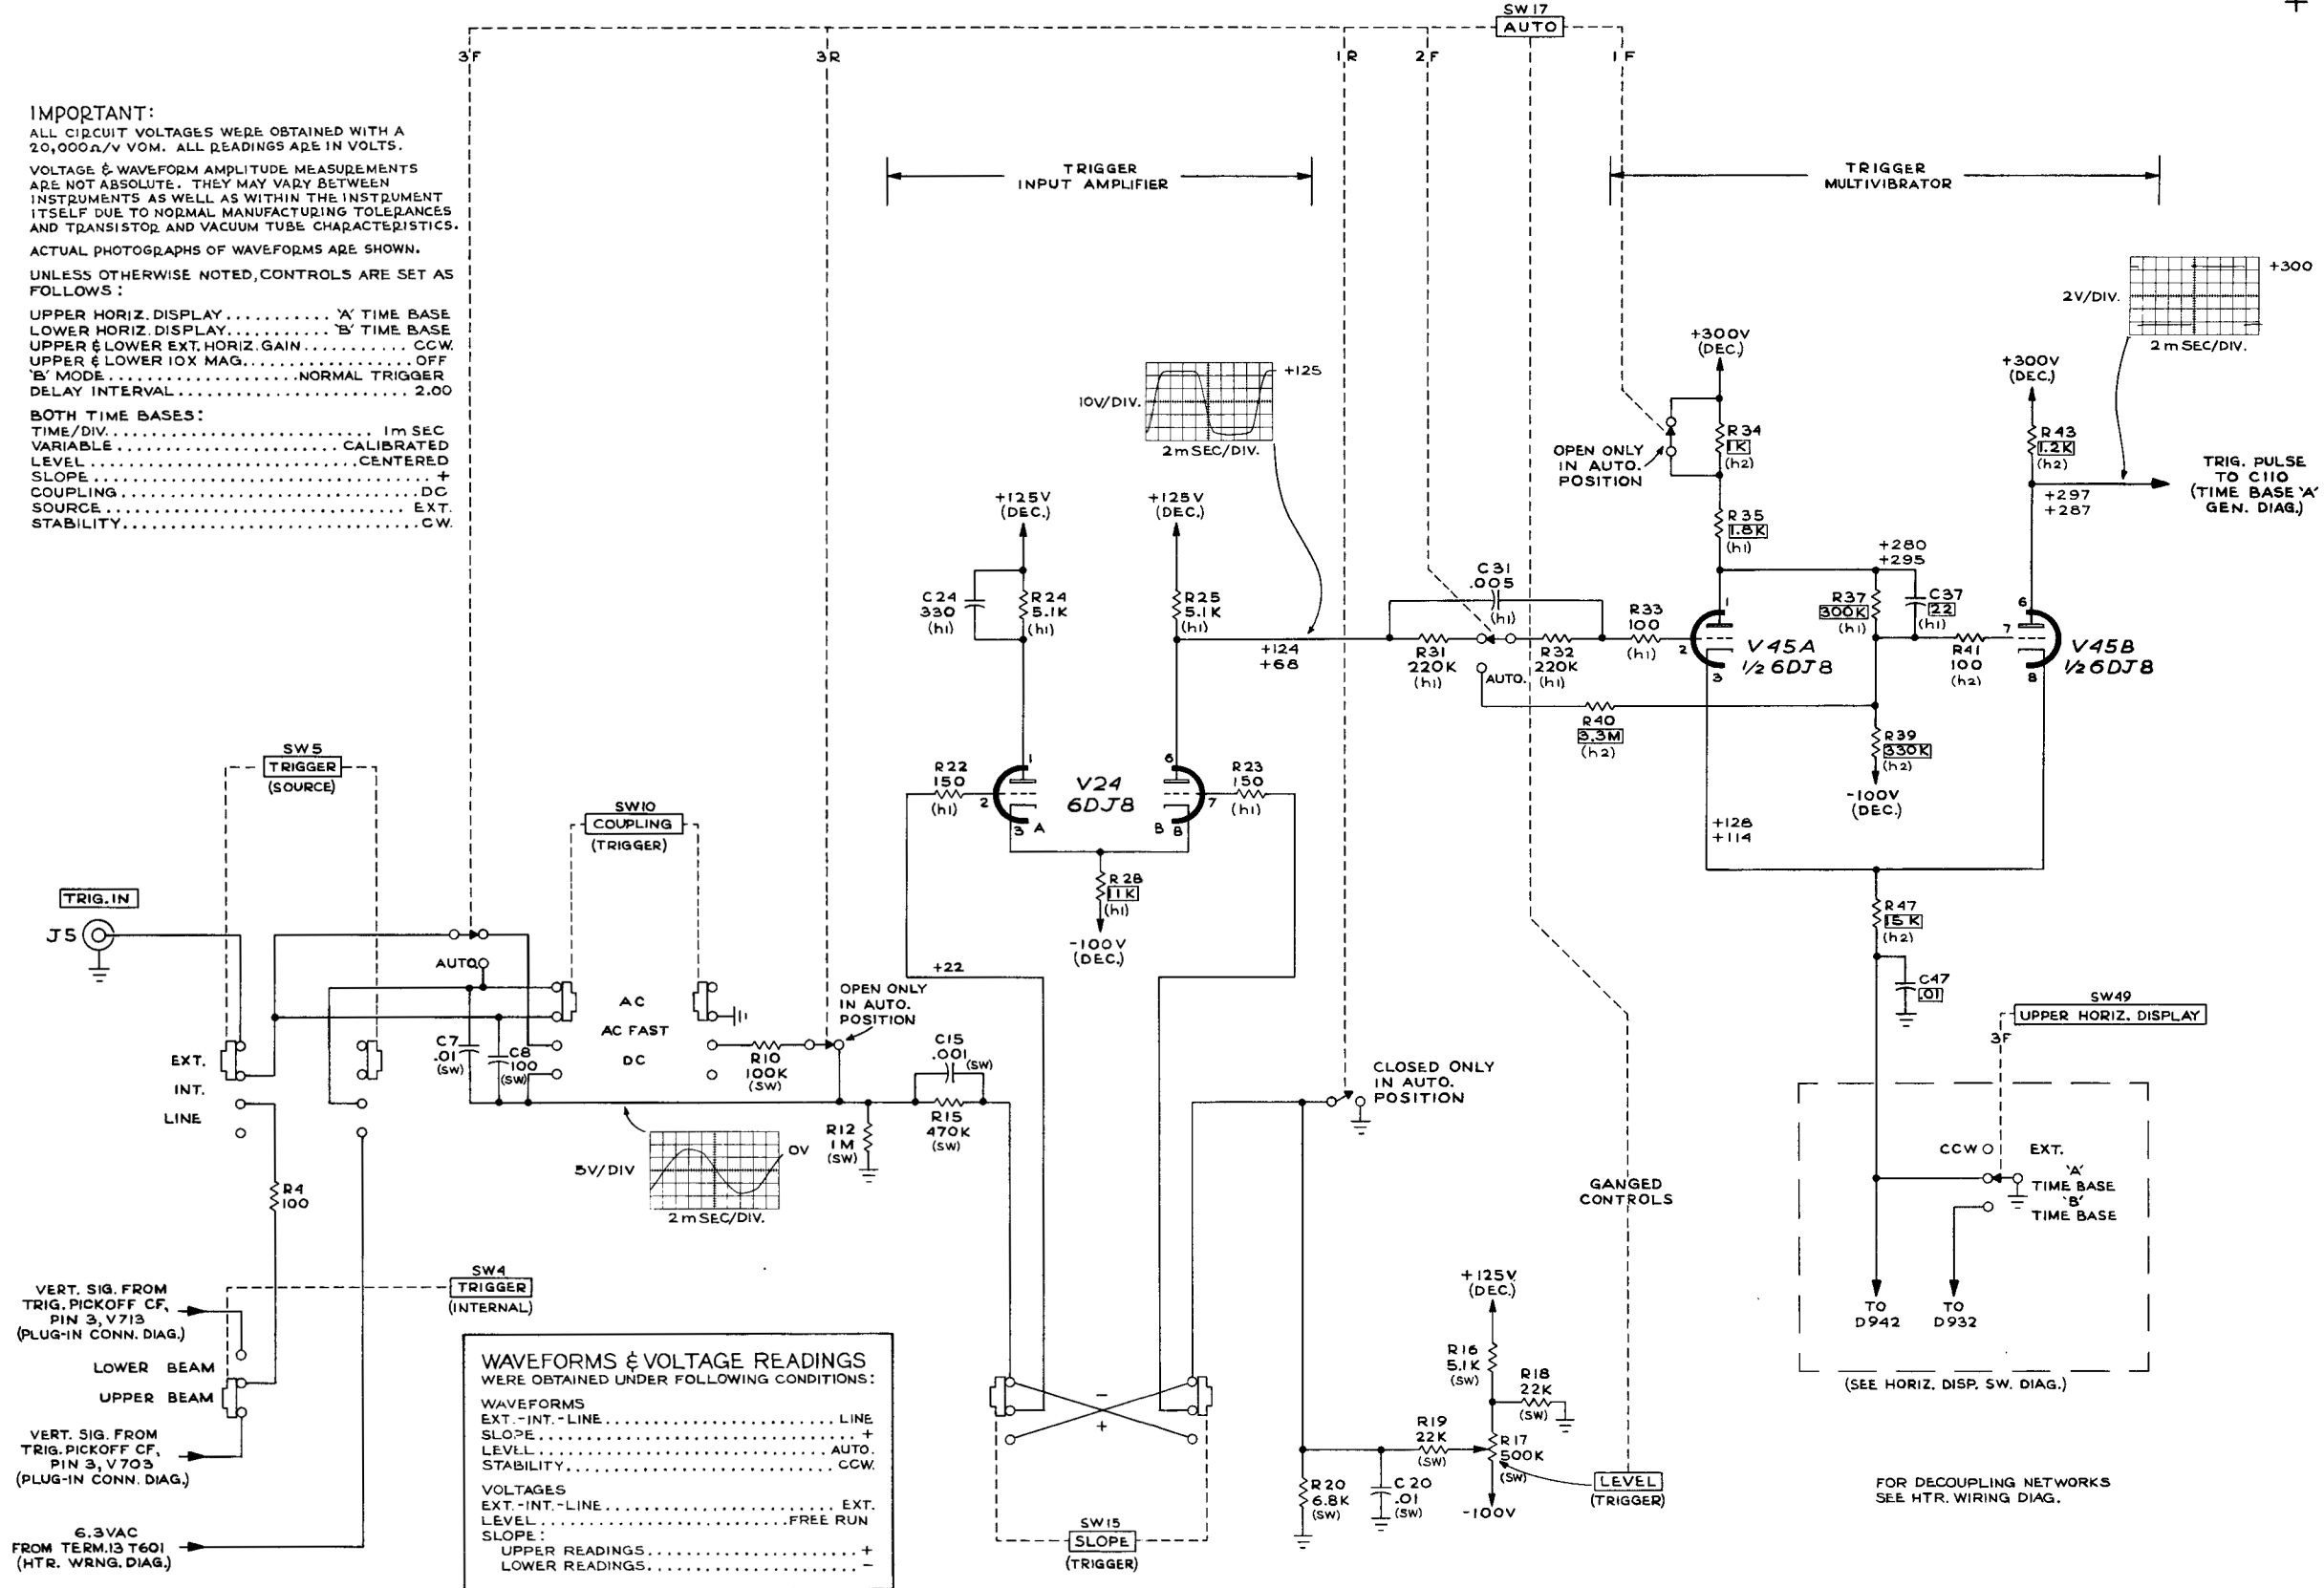 SW 17
AUTO
3F
3R
1R
2F
1F
IMPORTANT:
ALL CIRCUIT VOLTAGES WERE OBTAINED WITH A
20,000Ω/V VOM. ALL READINGS ARE IN VOLTS.
VOLTAGE & WAVEFORM AMPLITUDE MEASUREMENTS
ARE NOT ABSOLUTE. THEY MAY VARY BETWEEN
INSTRUMENTS AS WELL AS WITHIN THE INSTRUMENT
ITSELF DUE TO NORMAL MANUFACTURING TOLERANCES
AND TRANSISTOR AND VACUUM TUBE CHARACTERISTICS.
ACTUAL PHOTOGRAPHS OF WAVEFORMS ARE SHOWN.
UNLESS OTHERWISE NOTED, CONTROLS ARE SET AS
FOLLOWS:
UPPER HORIZ. DISPLAY........... 'A' TIME BASE
LOWER HORIZ. DISPLAY........... 'B' TIME BASE
UPPER & LOWER EXT. HORIZ. GAIN........... CCW.
UPPER & LOWER 10X MAG................ OFF
'B' MODE.................... NORMAL TRIGGER
DELAY INTERVAL........................ 2.00
BOTH TIME BASES:
TIME/DIV............................ 1m SEC
VARIABLE........................ CALIBRATED
LEVEL............................ CENTERED
SLOPE.................................. +
COUPLING.............................. DC
SOURCE............................... EXT.
STABILITY............................. CW.
TRIGGER
INPUT AMPLIFIER
TRIGGER
MULTIVIBRATOR
+300
2V/DIV.
2 m SEC/DIV.
+125
10V/DIV.
2 m SEC/DIV.
+300V
(DEC.)
+300V
(DEC.)
OPEN ONLY
IN AUTO.
POSITION
R34
1K
(h2)
R35
1.8K
(h1)
R43
1.2K
(h2)
+297
+287
TRIG. PULSE
TO C110
(TIME BASE 'A'
GEN. DIAG.)
+125V
(DEC.)
+125V
(DEC.)
C24
330
(h1)
R24
5.1K
(h1)
R25
5.1K
(h1)
+124
+68
C31
.005
(h1)
R31
220K
(h1)
AUTO.
R32
220K
(h1)
R33
100
(h1)
+280
+295
R37
300K
(h1)
C37
22
(h1)
1
2
3
V45A
1/2 6DJ8
R41
100
(h2)
6
7
8
V45B
1/2 6DJ8
R40
3.3M
(h2)
R39
330K
(h2)
-100V
(DEC.)
+128
+114
R22
150
(h1)
1
2
3
A
V24
6DJ8
6
7
B
8
R23
150
(h1)
R28
11K
(h1)
-100V
(DEC.)
+22
SW5
TRIGGER
(SOURCE)
SW10
COUPLING
(TRIGGER)
TRIG. IN
J5
AUTO.
AC
AC FAST
DC
C7
.01
(SW)
C8
100
(SW)
EXT.
INT.
LINE
R10
100K
(SW)
OPEN ONLY
IN AUTO.
POSITION
C15
.001
(SW)
R15
470K
(SW)
R12
1M
(SW)
5V/DIV
0V
2 m SEC/DIV.
CLOSED ONLY
IN AUTO.
POSITION
R47
15 K
(h2)
C47
.01
SW49
UPPER HORIZ. DISPLAY
3F
CCW
EXT.
'A'
TIME BASE
'B'
TIME BASE
TO
D942
TO
D932
(SEE HORIZ. DISP. SW. DIAG.)
GANGED
CONTROLS
R4
100
SW4
TRIGGER
(INTERNAL)
VERT. SIG. FROM
TRIG. PICKOFF CF,
PIN 3, V713
(PLUG-IN CONN. DIAG.)
LOWER BEAM
UPPER BEAM
VERT. SIG. FROM
TRIG. PICKOFF CF,
PIN 3, V703
(PLUG-IN CONN. DIAG.)
6.3VAC
FROM TERM. 13 T601
(HTR. WRNG. DIAG.)
WAVEFORMS & VOLTAGE READINGS
WERE OBTAINED UNDER FOLLOWING CONDITIONS:
WAVEFORMS
EXT.-INT.-LINE........................ LINE
SLOPE................................. +
LEVEL............................. AUTO.
STABILITY........................... CCW.
VOLTAGES
EXT.-INT.-LINE........................ EXT.
LEVEL......................... FREE RUN
SLOPE:
UPPER READINGS....................... +
LOWER READINGS....................... -
-
+
SW15
SLOPE
(TRIGGER)
+125V
(DEC.)
R16
5.1K
(SW)
R18
22K
(SW)
R19
22K
(SW)
R17
500K
(SW)
-100V
R20
6.8K
(SW)
C20
.01
(SW)
LEVEL
(TRIGGER)
FOR DECOUPLING NETWORKS
SEE HTR. WIRING DIAG.